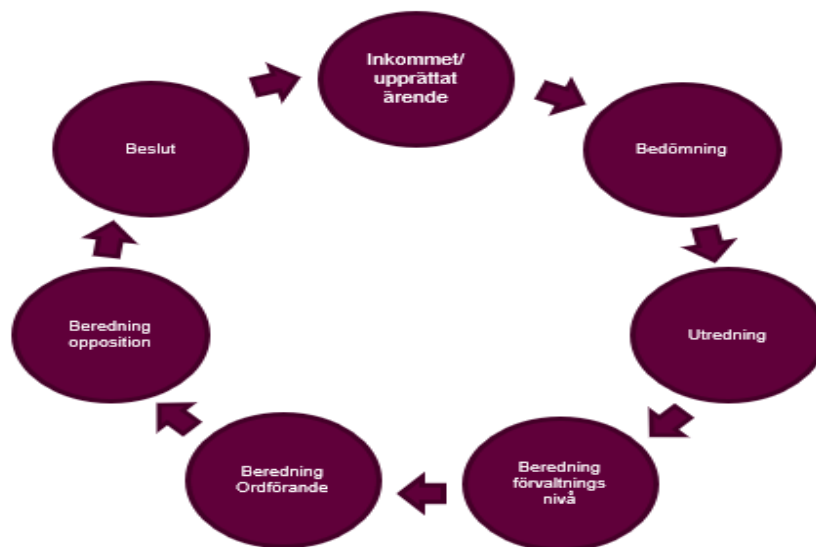 Inkommet/
upprättat
ärende
Bedömning
Utredning
Beredning
förvaltnings
nivå
Beredning
Ordförande
Beredning
opposition
Beslut